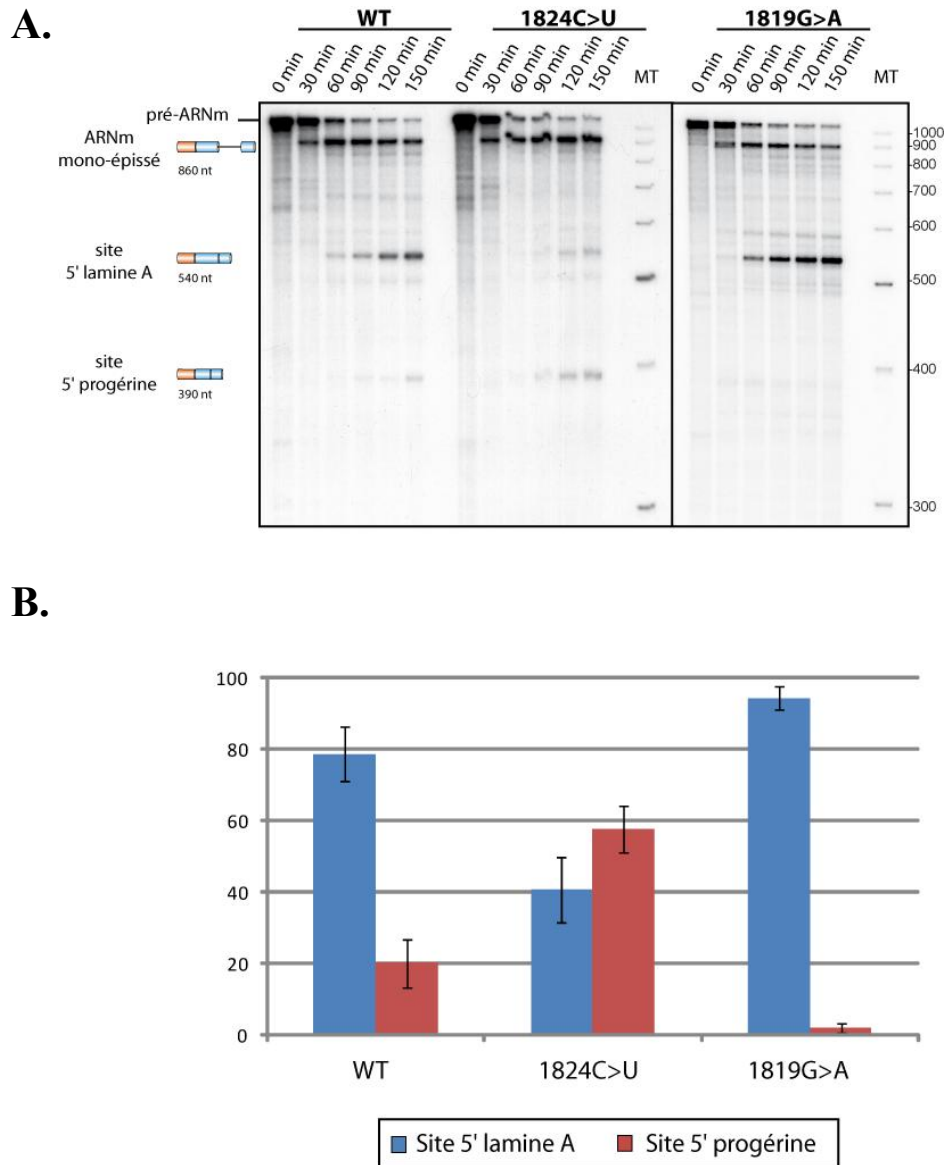 A.
WT 1824C>U 1819G>A
0 min 30 min 60 min 90 min 120 min 150 min 0 min 30 min 60 min 90 min 120 min 150 min MT 0 min 30 min 60 min 90 min 120 min 150 min MT
pré-ARNm
ARNm
mono-épissé
860 nt
site
5' lamine A
540 nt
site
5' progérine
390 nt
-1000
-900
-800
-700
-600
-500
-400
-300
B.
100
80
60
40
20
0
WT 1824C>U 1819G>A
Site 5' lamine A Site 5' progérine